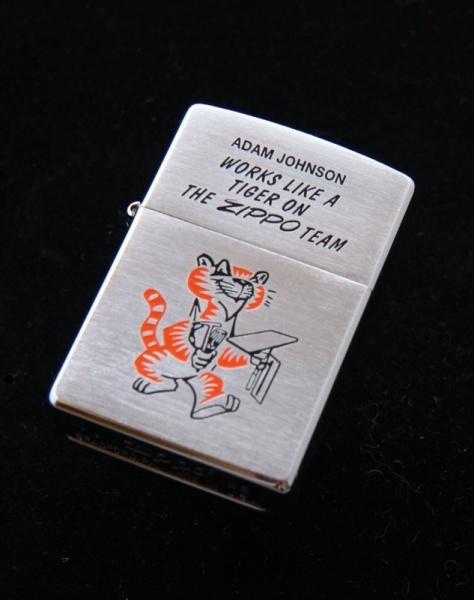 ADAM JOHNSON
WORKS LIKE A
TIGER ON
THE ZIPPO TEAM